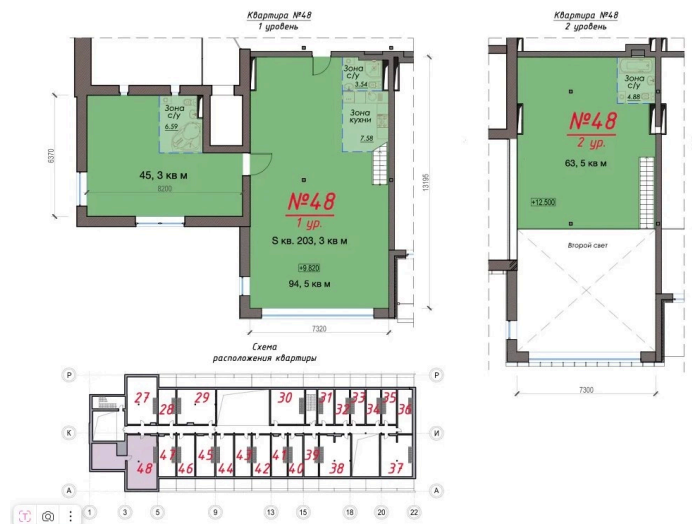 Квартира №48
1 уровень
Квартира №48
2 уровень
Зона
с/у
3.54
Зона
с/у
6.59
Зона
кухни
7.58
6370
45, 3 кв м
8200
№48
1 ур.
S кв. 203, 3 кв м
+9.820
94, 5 кв м
7320
13195
Зона
с/у
4.88
№48
2 ур.
63, 5 кв м
+12.500
Второй свет
7300
Схема
расположения квартиры
Р Р
27 28 29 30 31 32 33 34 35 36
К И
48 47 46 45 44 43 42 41 40 39 38 37
А А
1 3 5 9 13 15 18 20 22